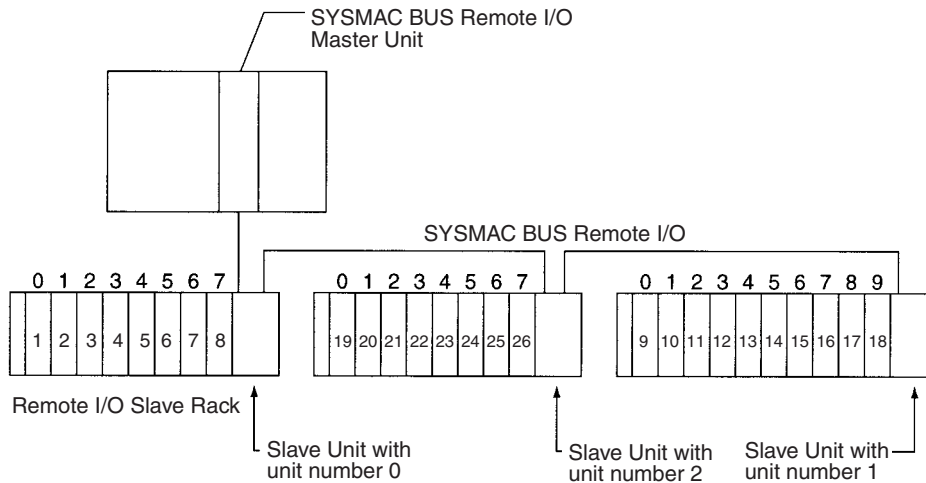 SYSMAC BUS Remote I/O
Master Unit
SYSMAC BUS Remote I/O
0 1 2 3 4 5 6 7
0 1 2 3 4 5 6 7
0 1 2 3 4 5 6 7 8 9
1 2 3 4 5 6 7 8
19 20 21 22 23 24 25 26
9 10 11 12 13 14 15 16 17 18
Remote I/O Slave Rack
Slave Unit with
unit number 0
Slave Unit with
unit number 2
Slave Unit with
unit number 1